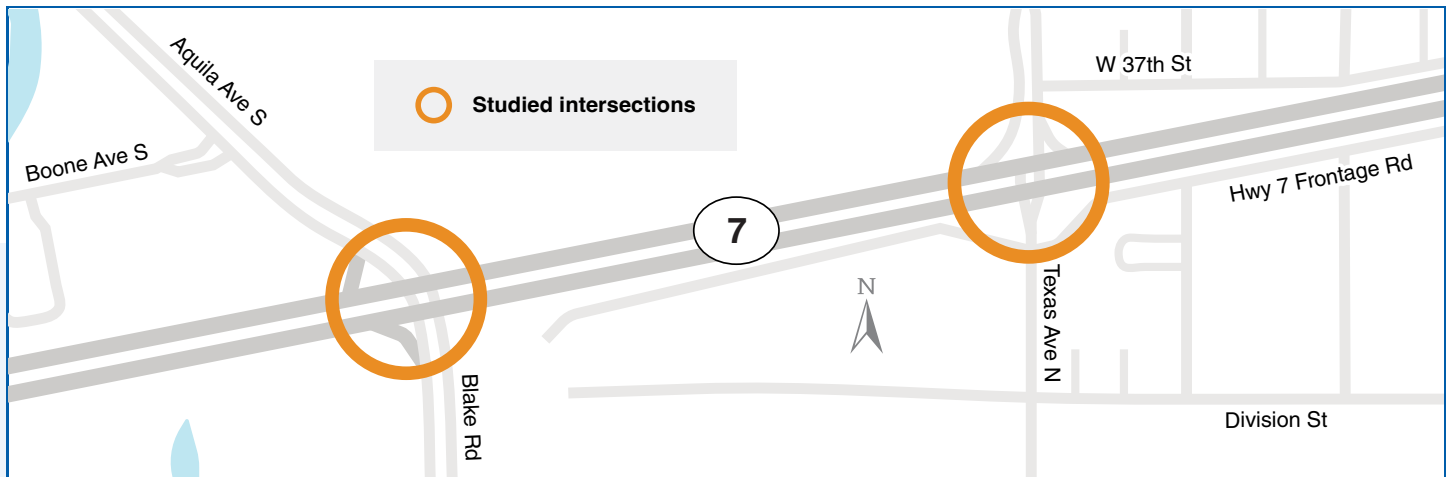 Aquila Ave S
Studied intersections
W 37th St
Boone Ave S
Hwy 7 Frontage Rd
7
N
Texas Ave N
Blake Rd
Division St